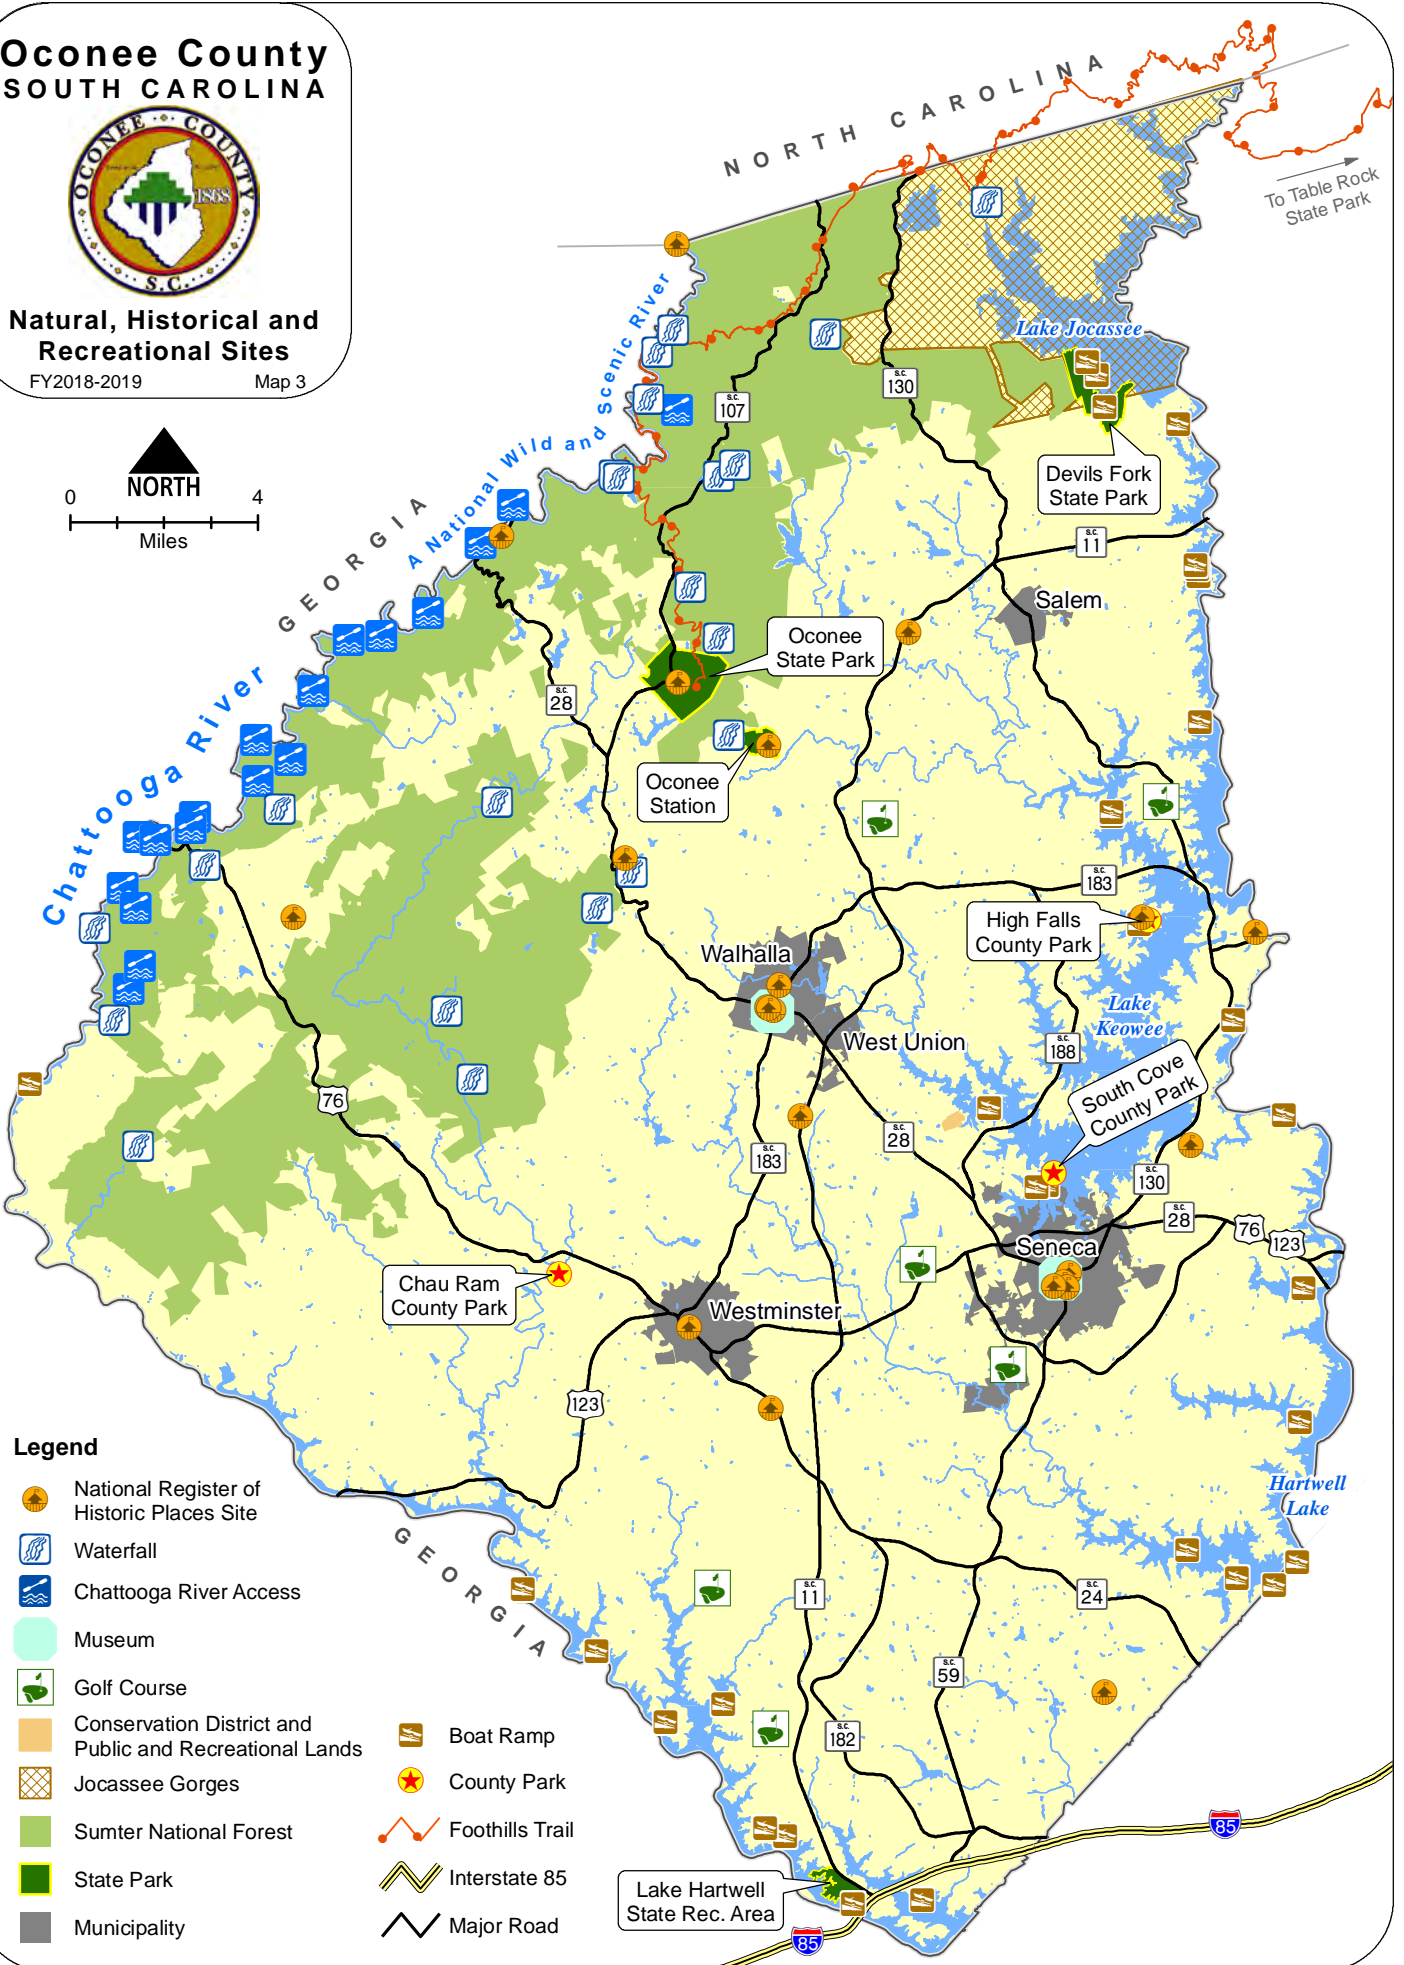 Oconee County
SOUTH CAROLINA
OCONEE COUNTY
1868
S.C.
Natural, Historical and
Recreational Sites
FY2018-2019 Map 3
0 4
NORTH
Miles
NORTH CAROLINA
To Table Rock
State Park
Lake Jocassee
A National Wild and Scenic River
GEORGIA
Chattooga River
S.C.
107
S.C.
130
Devils Fork
State Park
S.C.
11
Salem
Oconee
State Park
S.C.
28
Oconee
Station
S.C.
183
High Falls
County Park
Walhalla
West Union
Lake
Keowee
S.C.
188
South Cove
County Park
76
S.C.
28
S.C.
183
S.C.
130
S.C.
28
76
123
Seneca
Chau Ram
County Park
Westminster
123
Hartwell
Lake
GEORGIA
S.C.
11
S.C.
24
S.C.
59
S.C.
182
85
Lake Hartwell
State Rec. Area
85
Legend
National Register of
Historic Places Site
Waterfall
Chattooga River Access
Museum
Golf Course
Conservation District and
Public and Recreational Lands
Jocassee Gorges
Sumter National Forest
State Park
Municipality
Boat Ramp
County Park
Foothills Trail
Interstate 85
Major Road